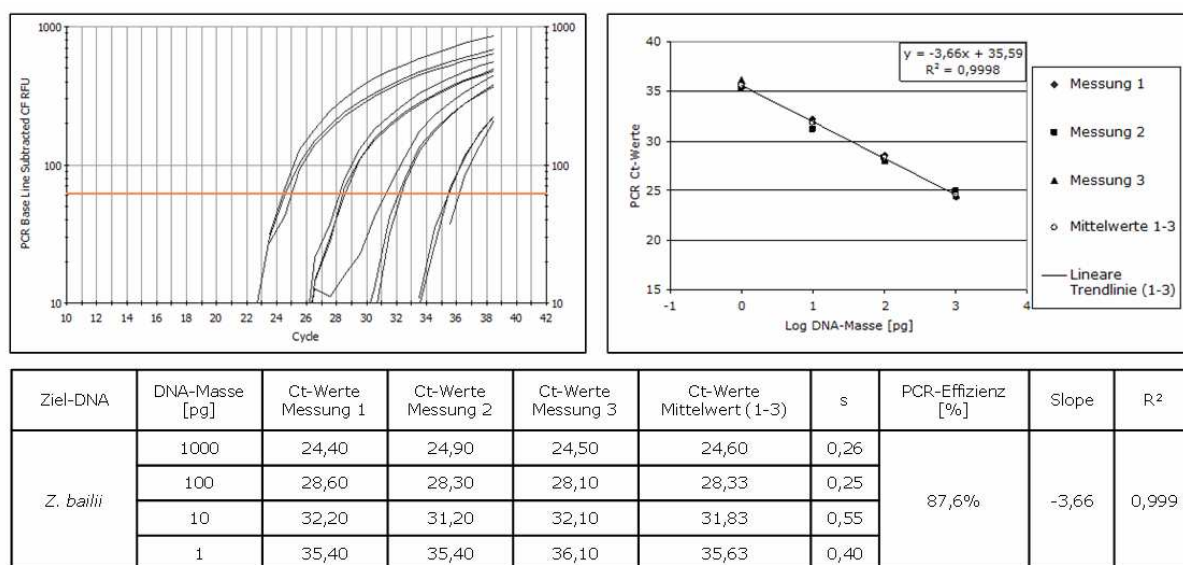 PCR Base Line Subtracted CF RFU
1000
100
10
1000
100
10
10 12 14 16 18 20 22 24 26 28 30 32 34 36 38 40 42
Cycle
PCR Ct-Werte
40
35
30
25
20
15
-1 0 1 2 3 4
Log DNA-Masse [pg]
y = -3,66x + 35,59
R² = 0,9998
Messung 1
Messung 2
Messung 3
Mittelwerte 1-3
Lineare
Trendlinie (1-3)
Ziel-DNA DNA-Masse [pg] Ct-Werte Messung 1 Ct-Werte Messung 2 Ct-Werte Messung 3 Ct-Werte Mittelwert (1-3) s PCR-Effizienz [%] Slope R²
Z. bailii
1000 24,40 24,90 24,50 24,60 0,26
100 28,60 28,30 28,10 28,33 0,25
10 32,20 31,20 32,10 31,83 0,55
1 35,40 35,40 36,10 35,63 0,40
87,6% -3,66 0,999